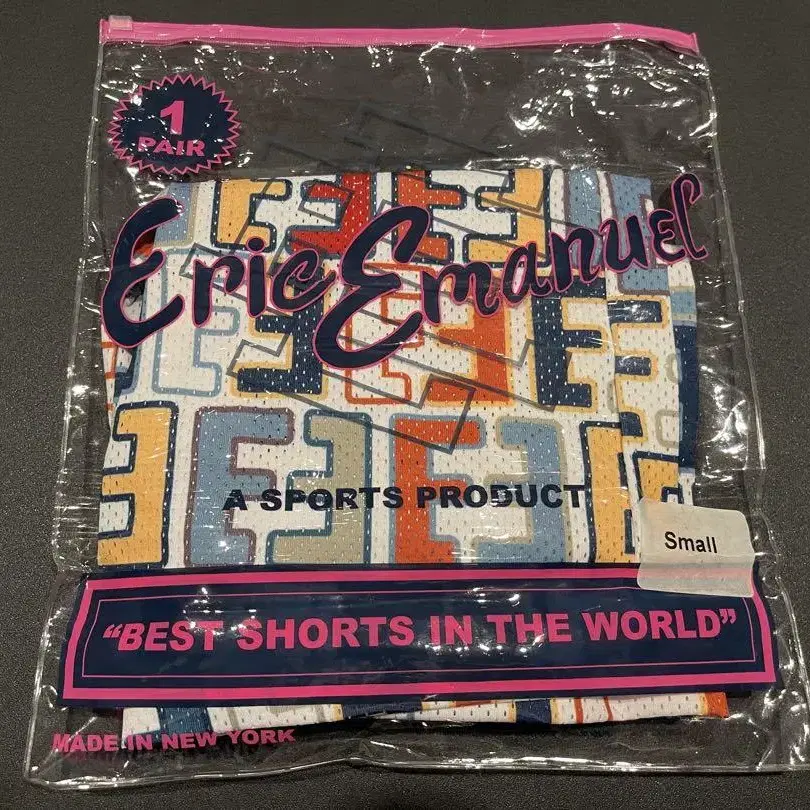 1
PAIR
Eric Emanuel
A SPORTS PRODUCT
Small
“BEST SHORTS IN THE WORLD”
MADE IN NEW YORK